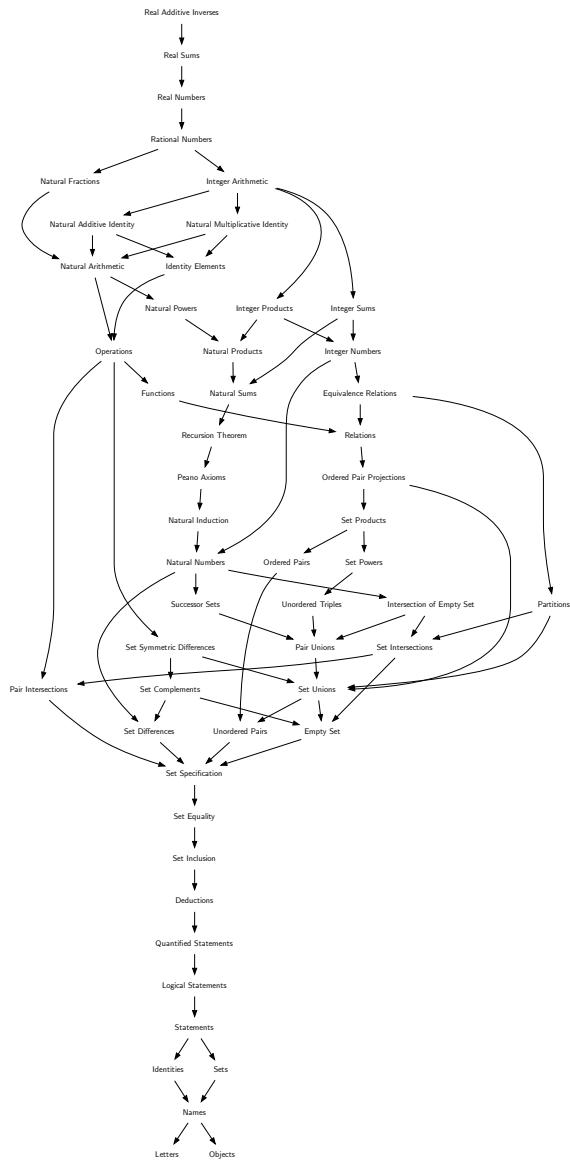 Real Additive Inverses
Real Sums
Real Numbers
Rational Numbers
Natural Fractions
Integer Arithmetic
Natural Additive Identity
Natural Multiplicative Identity
Natural Arithmetic
Identity Elements
Natural Powers
Integer Products
Integer Sums
Operations
Natural Products
Integer Numbers
Functions
Natural Sums
Equivalence Relations
Recursion Theorem
Relations
Peano Axioms
Ordered Pair Projections
Natural Induction
Set Products
Natural Numbers
Ordered Pairs
Set Powers
Successor Sets
Unordered Triples
Intersection of Empty Set
Partitions
Set Symmetric Differences
Pair Unions
Set Intersections
Pair Intersections
Set Complements
Set Unions
Set Differences
Unordered Pairs
Empty Set
Set Specification
Set Equality
Set Inclusion
Deductions
Quantified Statements
Logical Statements
Statements
Identities
Sets
Names
Letters
Objects